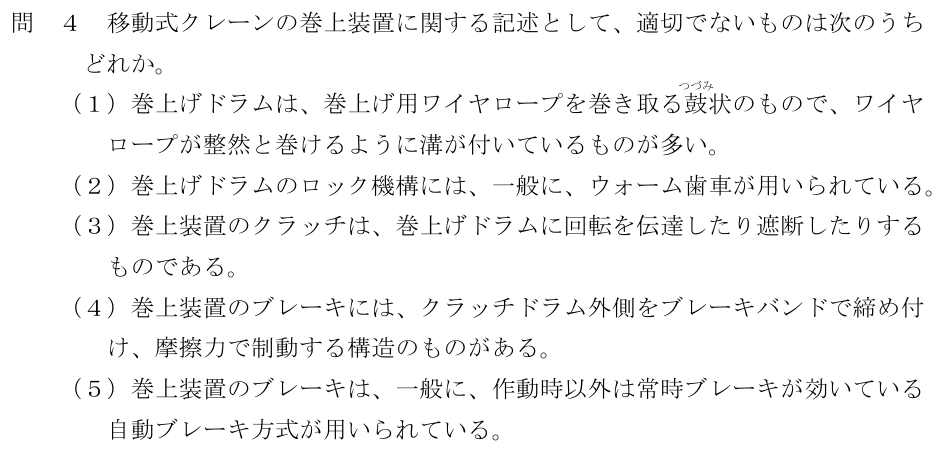 問　４　移動式クレーンの巻上装置に関する記述として、適切でないものは次のうち
どれか。
（１）巻上げドラムは、巻上げ用ワイヤロープを巻き取る鼓状のもので、ワイヤ
つづみ
ロープが整然と巻けるように溝が付いているものが多い。
（２）巻上げドラムのロック機構には、一般に、ウォーム歯車が用いられている。
（３）巻上装置のクラッチは、巻上げドラムに回転を伝達したり遮断したりする
ものである。
（４）巻上装置のブレーキには、クラッチドラム外側をブレーキバンドで締め付
け、摩擦力で制動する構造のものがある。
（５）巻上装置のブレーキは、一般に、作動時以外は常時ブレーキが効いている
自動ブレーキ方式が用いられている。